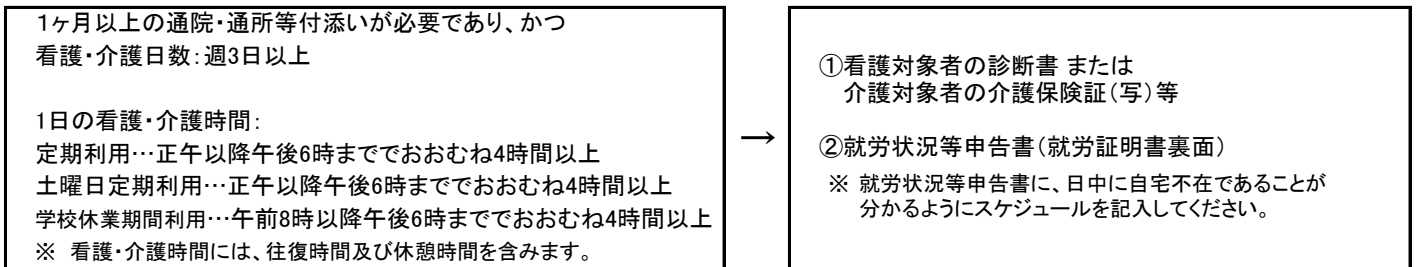 1ヶ月以上の通院・通所等付添いが必要であり、かつ
看護・介護日数:週3日以上
1日の看護・介護時間:
定期利用…正午以降午後6時まででおおむね4時間以上
土曜日定期利用…正午以降午後6時まででおおむね4時間以上
学校休業期間利用…午前8時以降午後6時まででおおむね4時間以上
※ 看護・介護時間には、往復時間及び休憩時間を含みます。
→
①看護対象者の診断書 または
介護対象者の介護保険証(写)等
②就労状況等申告書(就労証明書裏面)
※ 就労状況等申告書に、日中に自宅不在であることが
分かるようにスケジュールを記入してください。